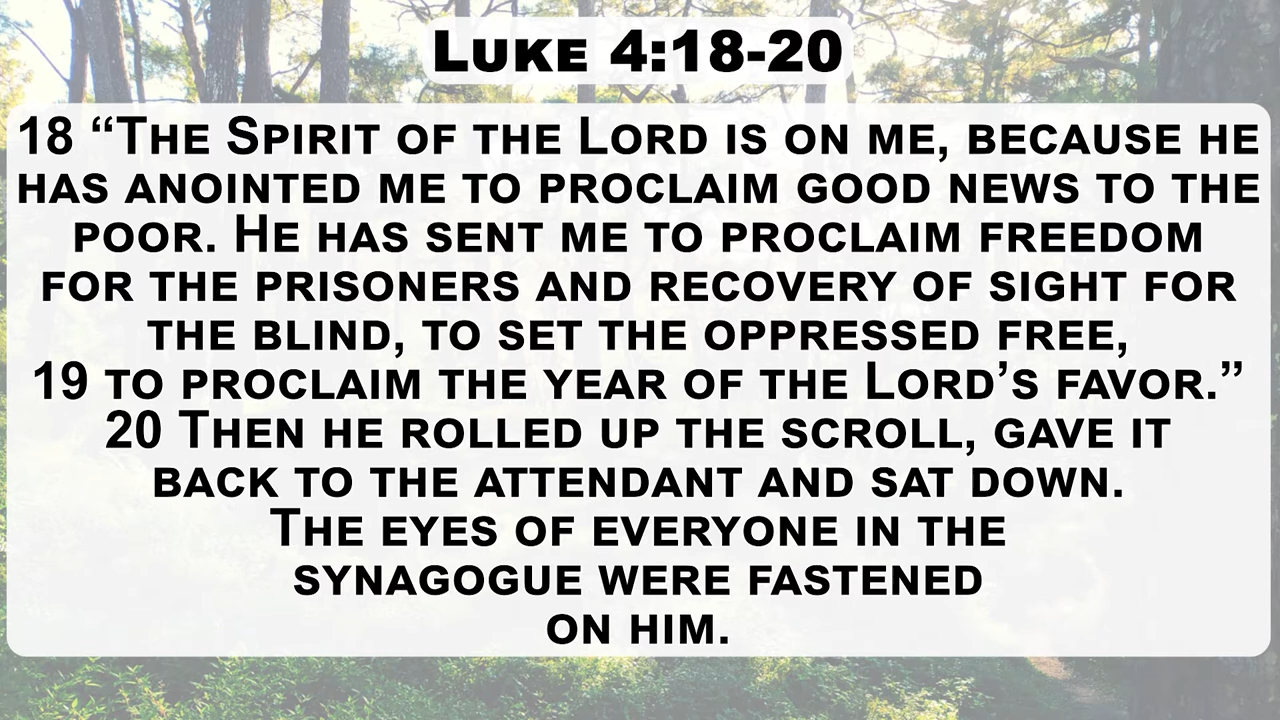 Luke 4:18-20
18 “The Spirit of the Lord is on me, because he
has anointed me to proclaim good news to the
poor. He has sent me to proclaim freedom
for the prisoners and recovery of sight for
the blind, to set the oppressed free,
19 to proclaim the year of the Lord’s favor.”
20 Then he rolled up the scroll, gave it
back to the attendant and sat down.
The eyes of everyone in the
synagogue were fastened
on him.